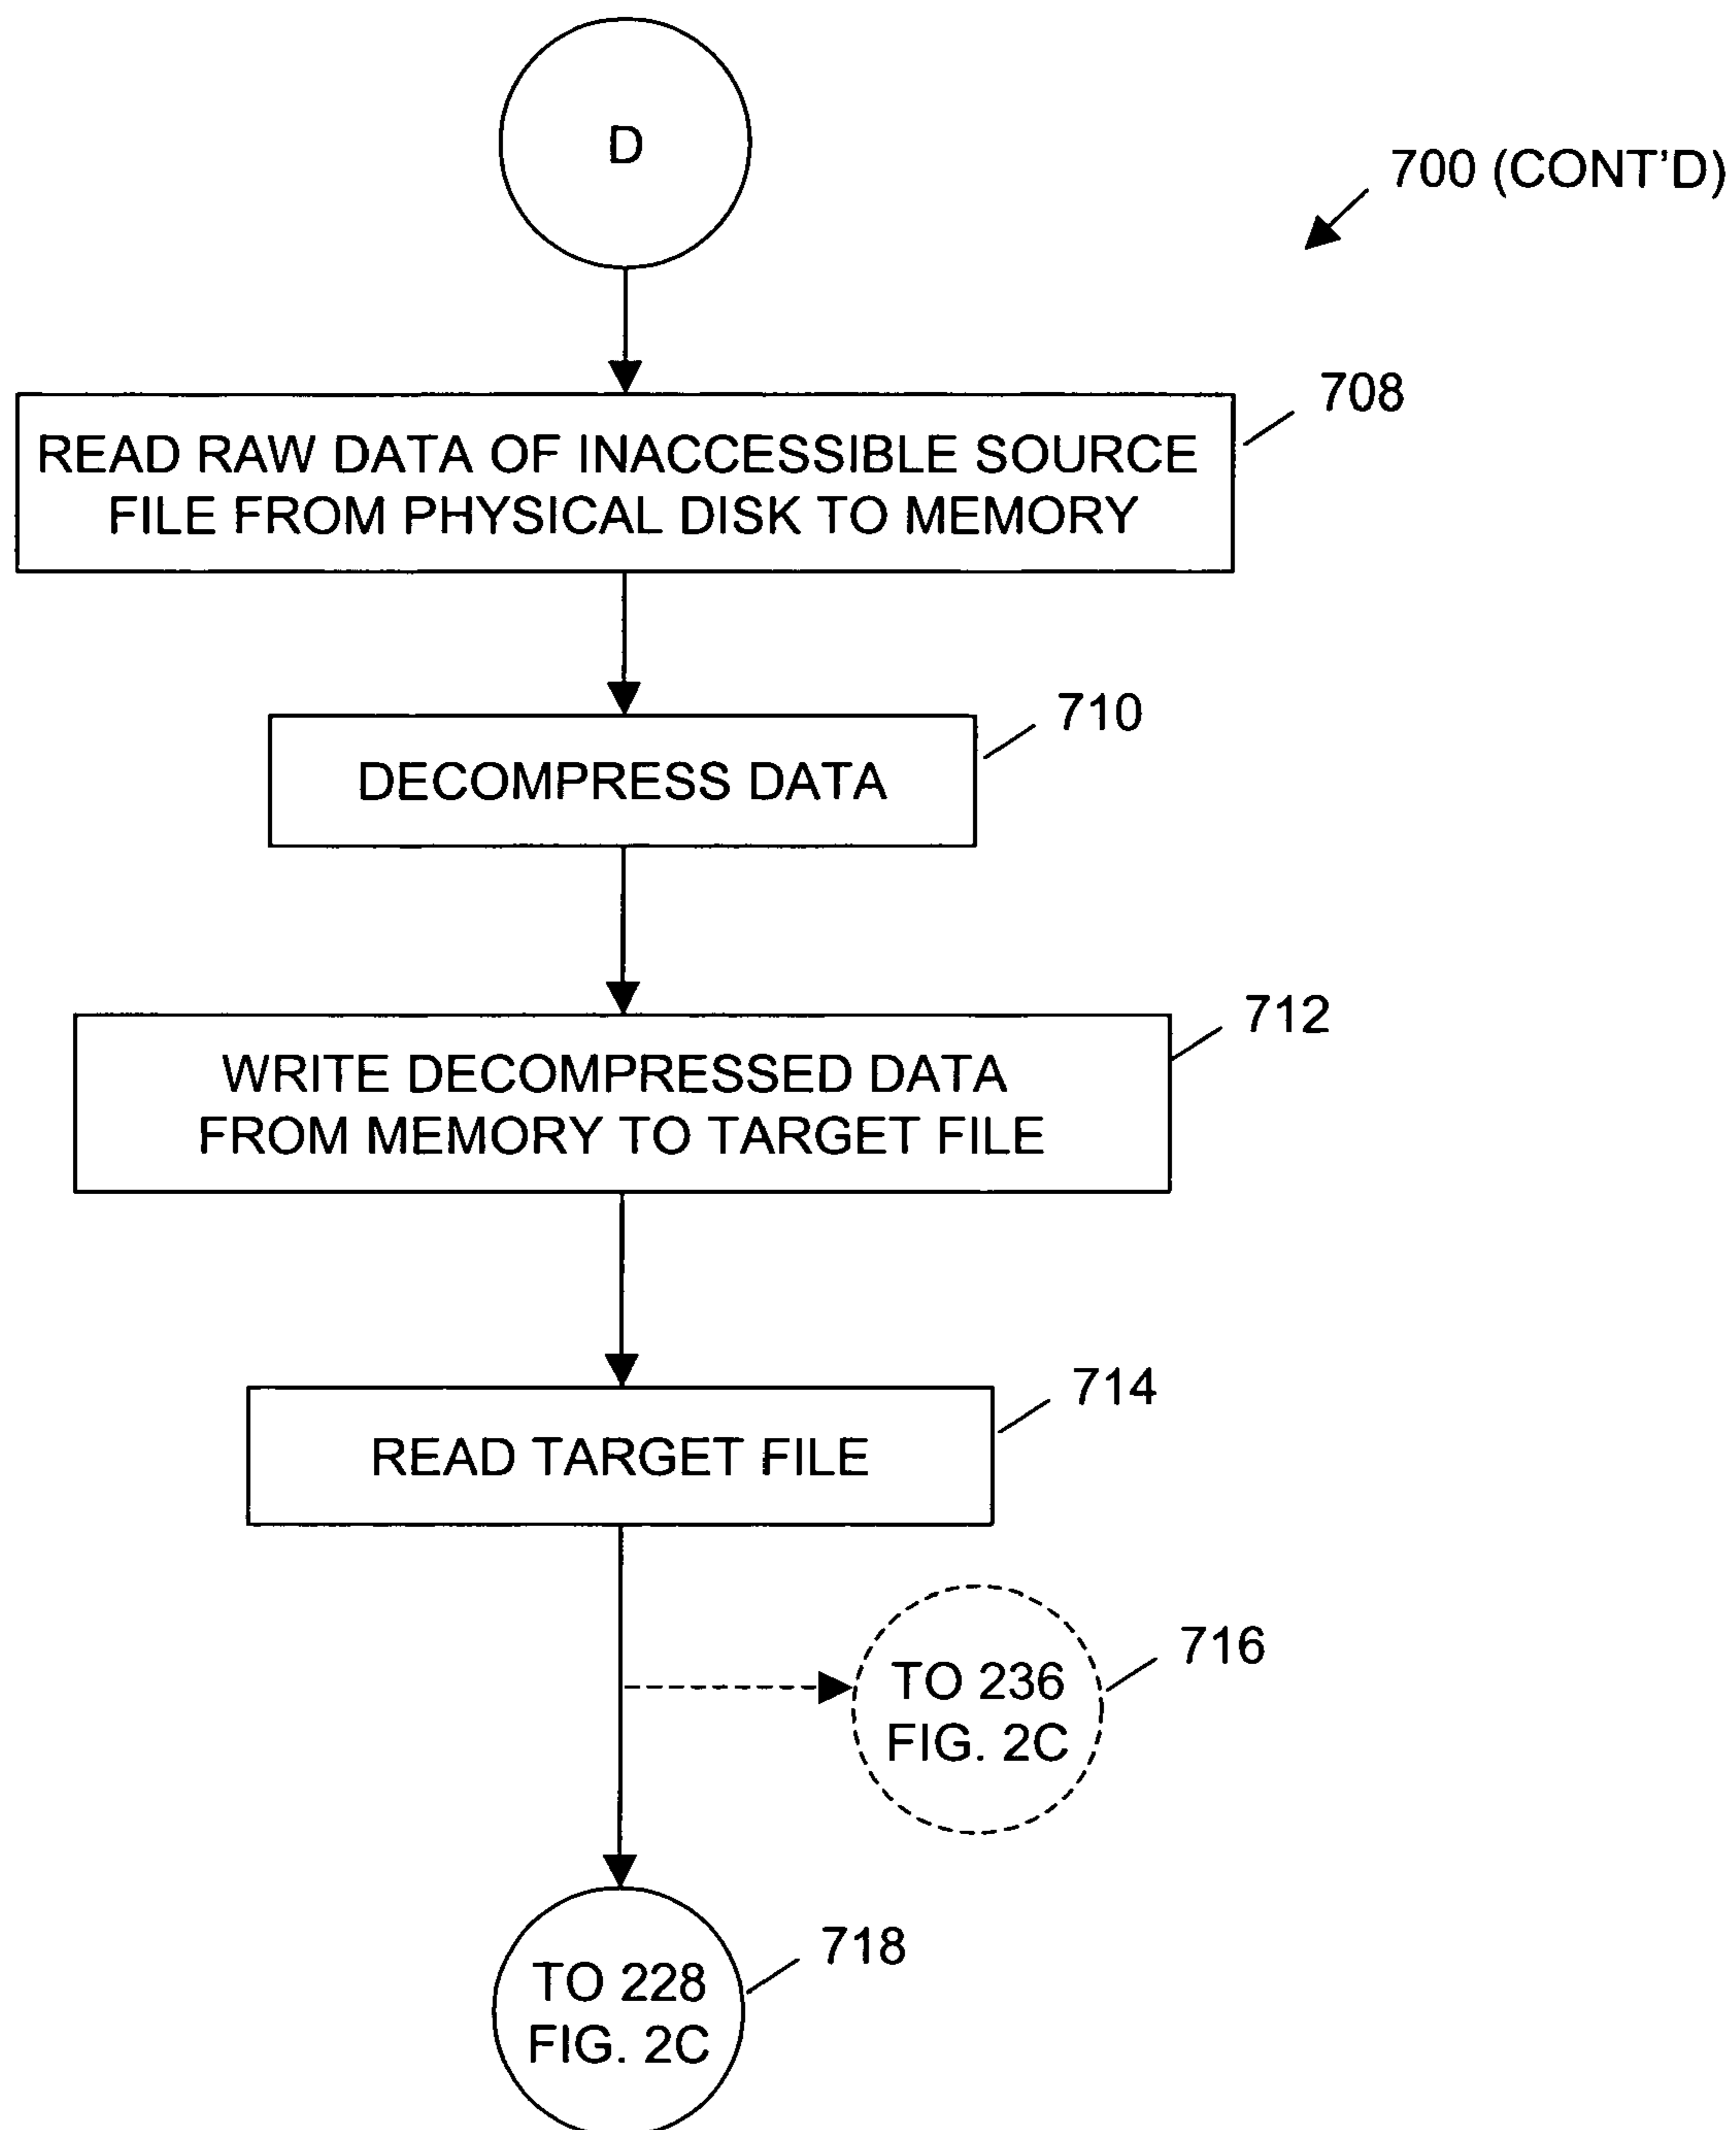 D
700 (CONT'D)
708
READ RAW DATA OF INACCESSIBLE SOURCE
FILE FROM PHYSICAL DISK TO MEMORY
710
DECOMPRESS DATA
712
WRITE DECOMPRESSED DATA
FROM MEMORY TO TARGET FILE
714
READ TARGET FILE
716
TO 236
FIG. 2C
718
TO 228
FIG. 2C